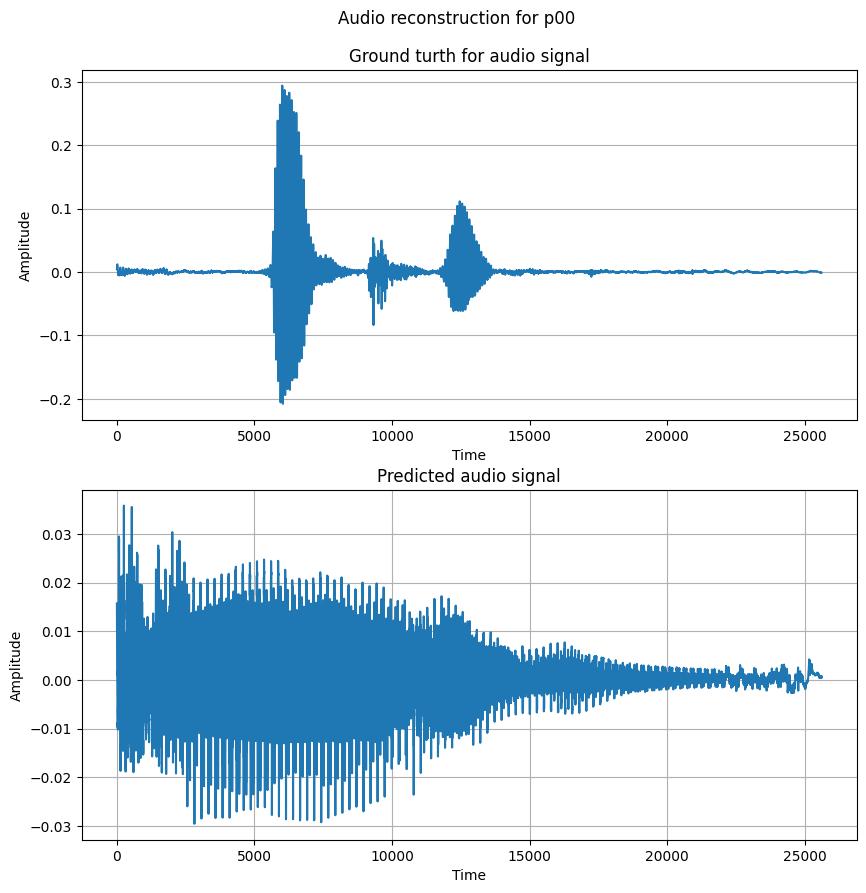 Audio reconstruction for p00
Ground turth for audio signal
0.3
0.2
0.1
0.0
−0.1
−0.2
Amplitude
0 5000 10000 15000 20000 25000
Time
Predicted audio signal
0.03
0.02
0.01
0.00
−0.01
−0.02
−0.03
Amplitude
0 5000 10000 15000 20000 25000
Time